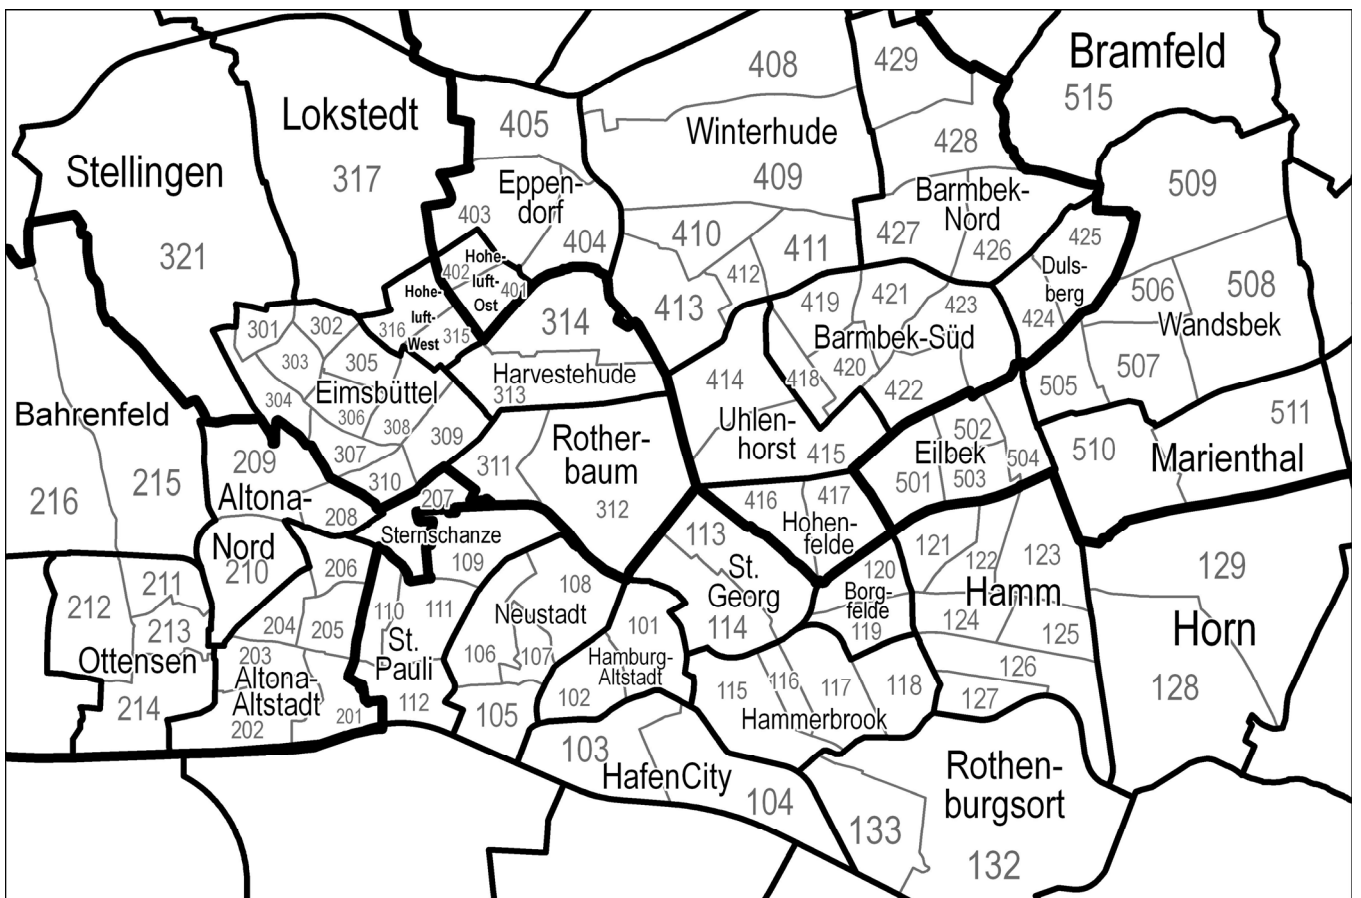 Bramfeld
408
429
515
Lokstedt
405
Winterhude
428
Stellingen
317
409
509
Eppen-
dorf
Barmbek-
Nord
403
404
410
411
427
426
425
321
402
Hohe-
luft-
Ost
401
412
Duls-
berg
506
508
Hohe-
luft-
West
316
315
413
419
421
423
424
Wandsbek
301
302
314
Barmbek-Süd
303
305
Harvestehude
313
414
418
420
422
507
505
304
Eimsbüttel
306
308
309
Bahrenfeld
Rother-
baum
Uhlen-
horst
415
502
Eilbek
511
209
307
311
504
510
Marienthal
216
215
310
501
503
Altona-
Nord
208
207
312
416
417
Sternschanze
113
Hohen-
felde
210
109
121
122
123
129
211
206
108
St.
Georg
120
Borg-
felde
119
Hamm
212
110
111
Neustadt
101
114
124
125
Horn
213
204
205
St.
Pauli
Ottensen
203
106
107
Hamburg-
Altstadt
126
Altona-
Altstadt
115
116
117
118
128
214
202
201
112
105
102
Hammerbrook
127
103
HafenCity
104
Rothen-
burgsort
133
132